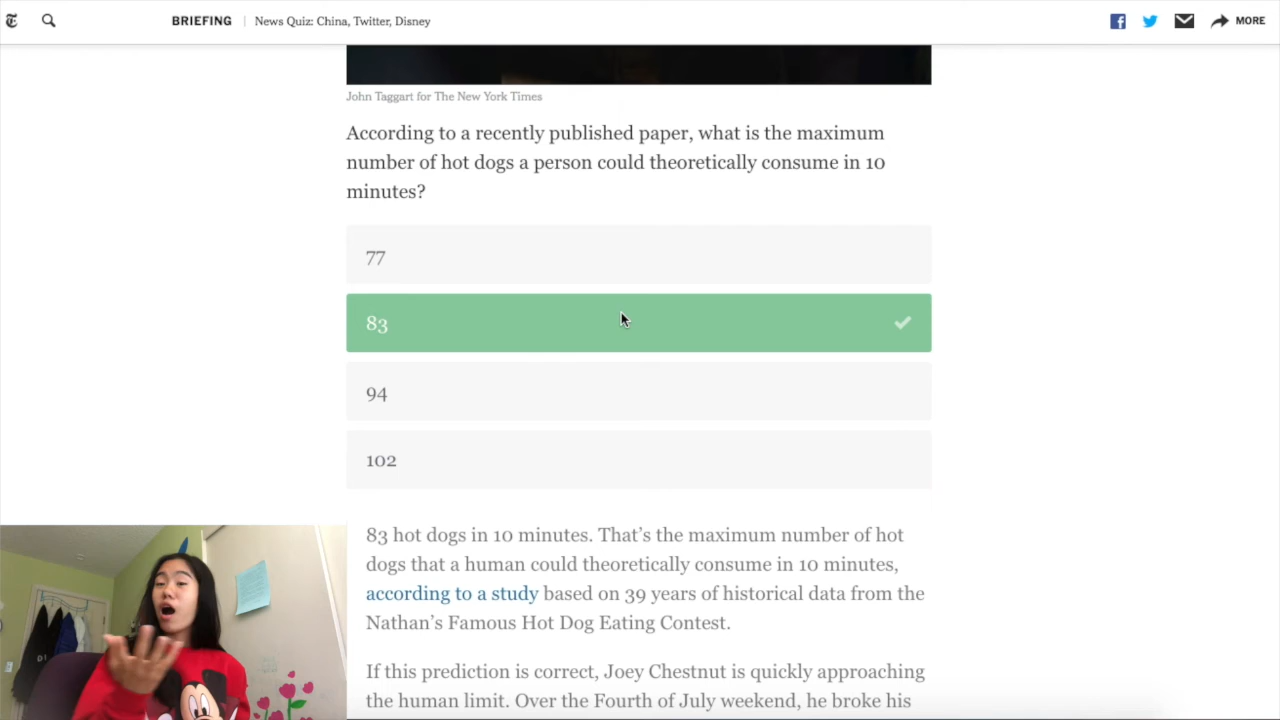 BRIEFING
News Quiz: China, Twitter, Disney
MORE
John Taggart for The New York Times
According to a recently published paper, what is the maximum
number of hot dogs a person could theoretically consume in 10
minutes?
77
83
94
102
83 hot dogs in 10 minutes. That’s the maximum number of hot
dogs that a human could theoretically consume in 10 minutes,
according to a study based on 39 years of historical data from the
Nathan’s Famous Hot Dog Eating Contest.
If this prediction is correct, Joey Chestnut is quickly approaching
the human limit. Over the Fourth of July weekend, he broke his